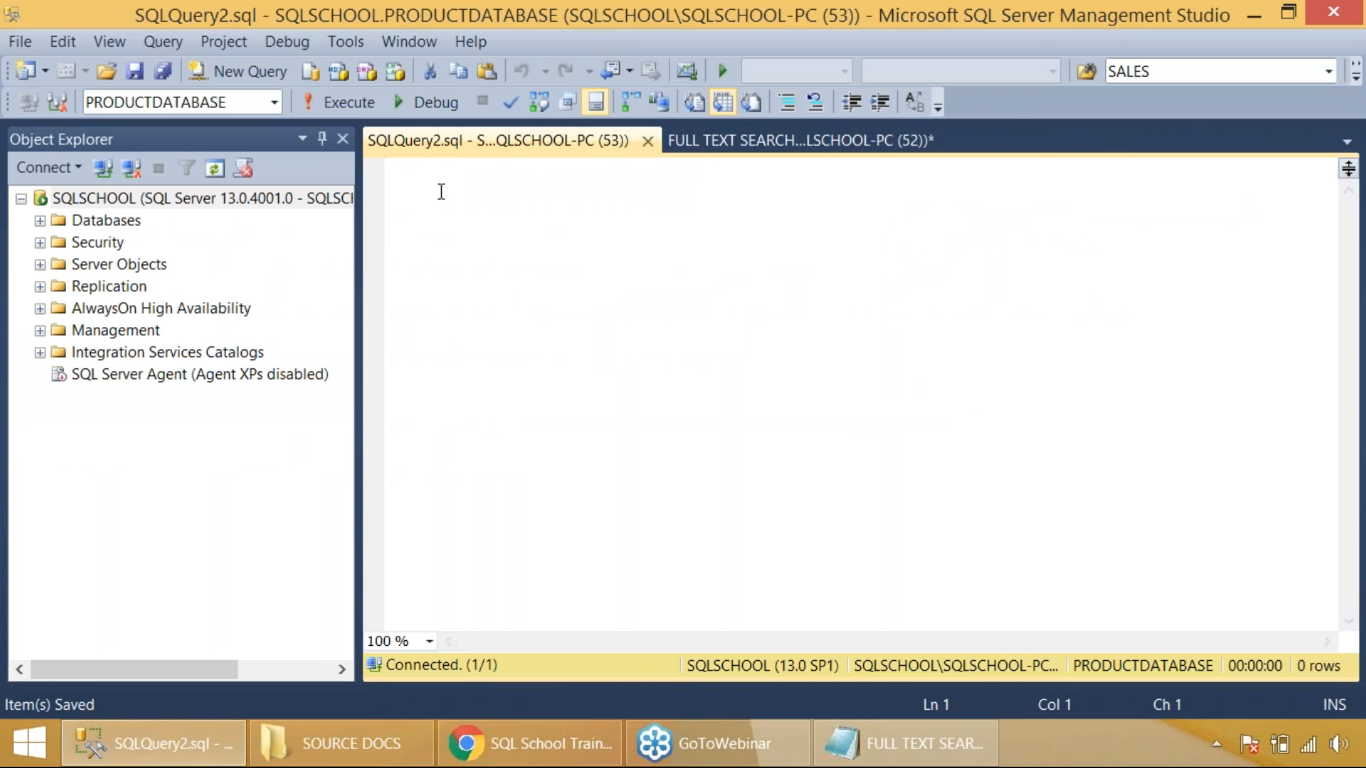 SQLQuery2.sql - SQLSCHOOL.PRODUCTDATABASE (SQLSCHOOL\SQLSCHOOL-PC (53)) - Microsoft SQL Server Management Studio
File Edit View Query Project Debug Tools Window Help
New Query SALES
PRODUCTDATABASE Execute Debug
Object Explorer
SQLQuery2.sql - S...QLSCHOOL-PC (53)) FULL TEXT SEARCH...LSCHOOL-PC (52))*
Connect
SQLSCHOOL (SQL Server 13.0.4001.0 - SQLSCH
Databases
Security
Server Objects
Replication
AlwaysOn High Availability
Management
Integration Services Catalogs
SQL Server Agent (Agent XPs disabled)
100 %
Connected. (1/1) SQLSCHOOL (13.0 SP1) SQLSCHOOL\SQLSCHOOL-PC... PRODUCTDATABASE 00:00:00 0 rows
Item(s) Saved Ln 1 Col 1 Ch 1 INS
SQLQuery2.sql - ... SOURCE DOCS SQL School Train... GoToWebinar FULL TEXT SEAR...